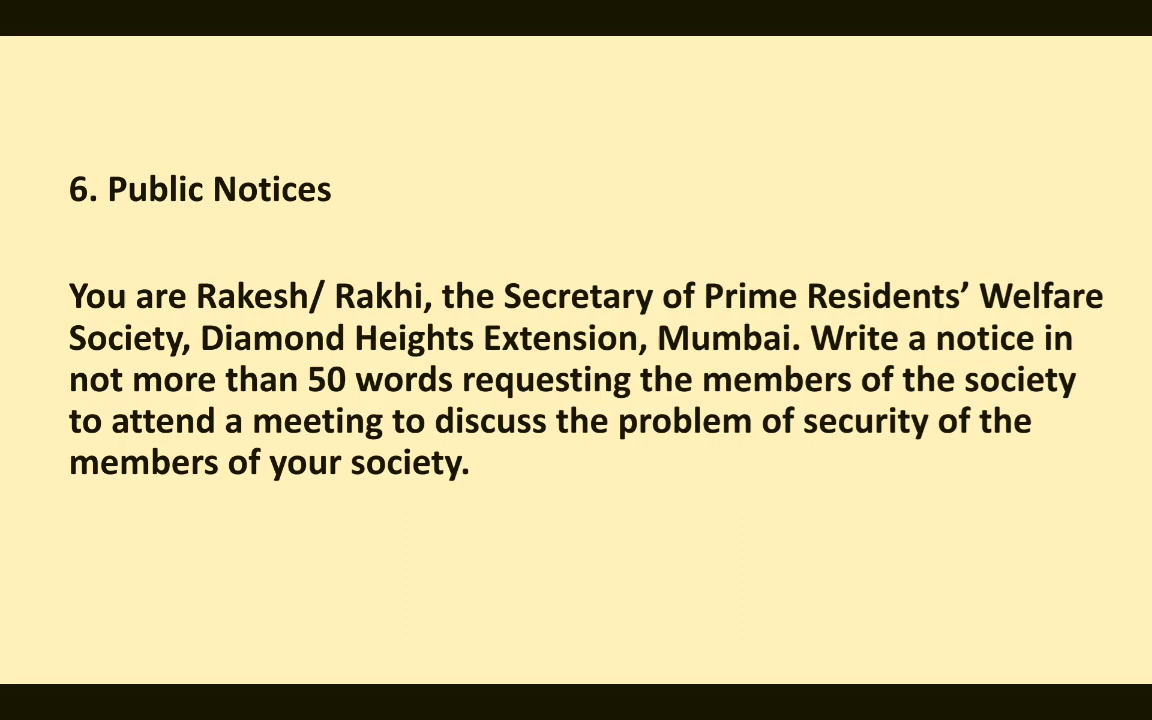 6. Public Notices
You are Rakesh/ Rakhi, the Secretary of Prime Residents’ Welfare
Society, Diamond Heights Extension, Mumbai. Write a notice in
not more than 50 words requesting the members of the society
to attend a meeting to discuss the problem of security of the
members of your society.